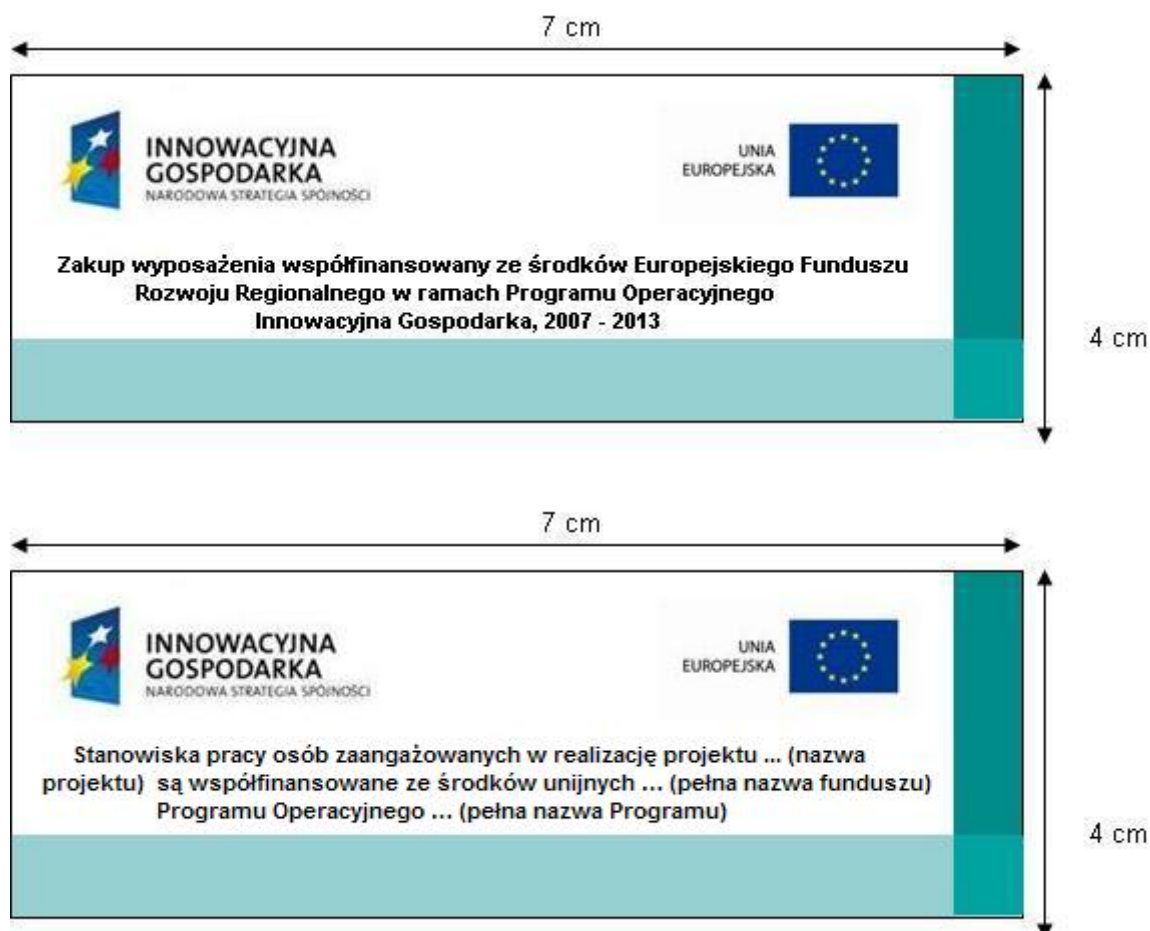 7 cm
INNOWACYJNA
GOSPODARKA
NARODOWA STRATEGIA SPÓJNOŚCI
UNIA
EUROPEJSKA
Zakup wyposażenia współfinansowany ze środków Europejskiego Funduszu
Rozwoju Regionalnego w ramach Programu Operacyjnego
Innowacyjna Gospodarka, 2007 - 2013
4 cm
7 cm
INNOWACYJNA
GOSPODARKA
NARODOWA STRATEGIA SPÓJNOŚCI
UNIA
EUROPEJSKA
Stanowiska pracy osób zaangażowanych w realizację projektu ... (nazwa
projektu) są współfinansowane ze środków unijnych ... (pełna nazwa funduszu)
Programu Operacyjnego ... (pełna nazwa Programu)
4 cm